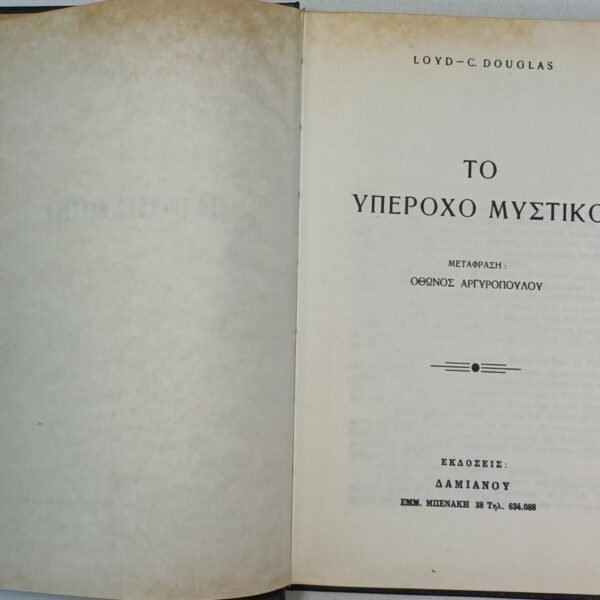 LOYD-C. DOUGLAS
ΤΟ
ΥΠΕΡΟΧΟ ΜΥΣΤΙΚΟ
ΜΕΤΑΦΡΑΣΗ :
ΟΘΩΝΟΣ ΑΡΓΥΡΟΠΟΥΛΟΥ
ΕΚΔΟΣΕΙΣ:
ΔΑΜΙΑΝΟΥ
ΕΜΜ. ΜΠΕΝΑΚΗ 38 Τηλ. 634.088